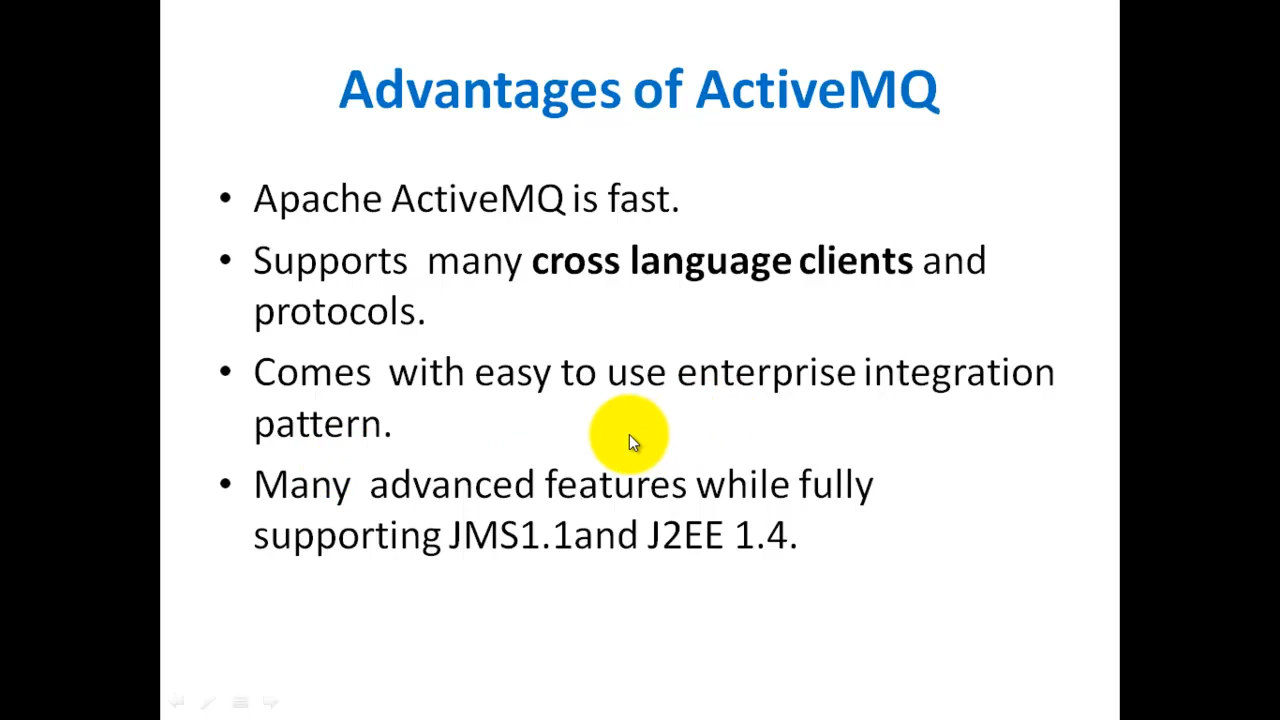 Advantages of ActiveMQ
• Apache ActiveMQ is fast.
• Supports many cross language clients and
protocols.
• Comes with easy to use enterprise integration
pattern.
• Many advanced features while fully
supporting JMS1.1and J2EE 1.4.